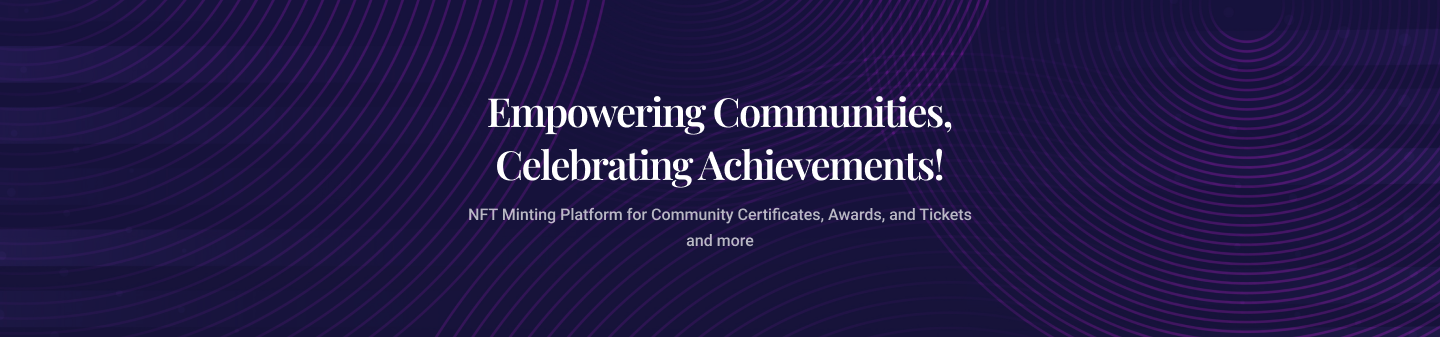 Empowering Communities,
Celebrating Achievements!
NFT Minting Platform for Community Certificates, Awards, and Tickets
and more